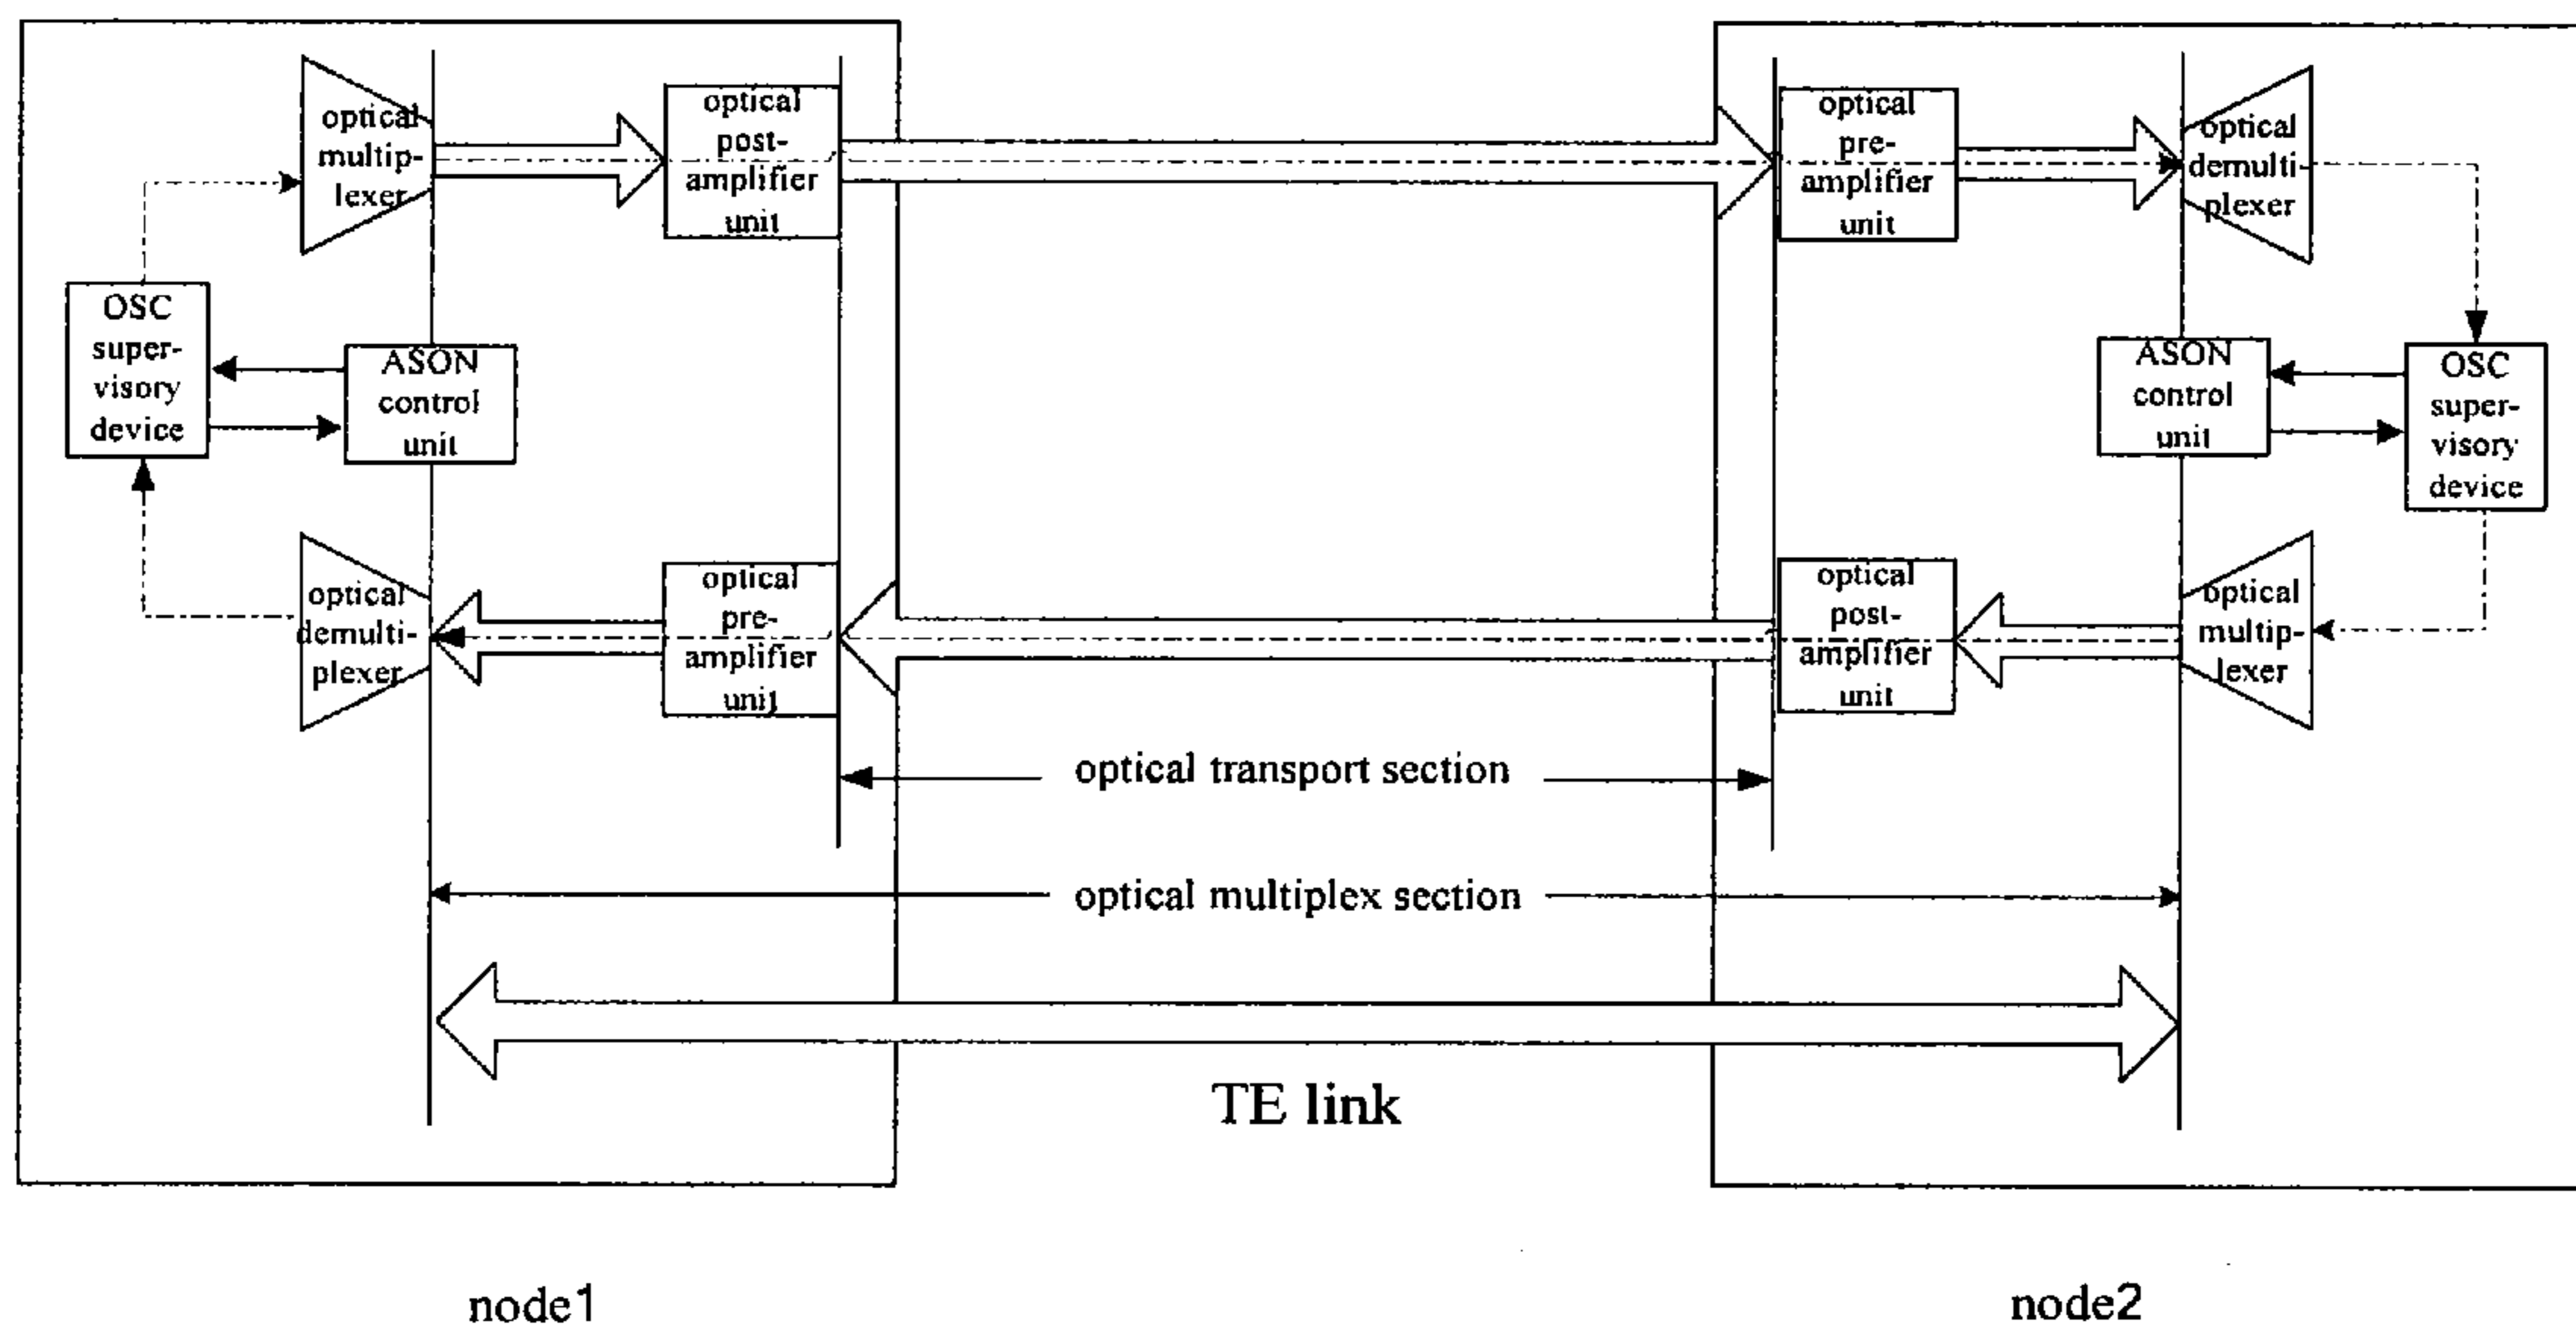 optical
multip-
lexer
optical
post-
amplifier
unit
optical
pre-
amplifier
unit
optical
demulti-
plexer
OSC
super-
visory
device
ASON
control
unit
ASON
control
unit
OSC
super-
visory
device
optical
demulti-
plexer
optical
pre-
amplifier
unit
optical
post-
amplifier
unit
optical
multip-
lexer
optical transport section
optical multiplex section
TE link
node1
node2